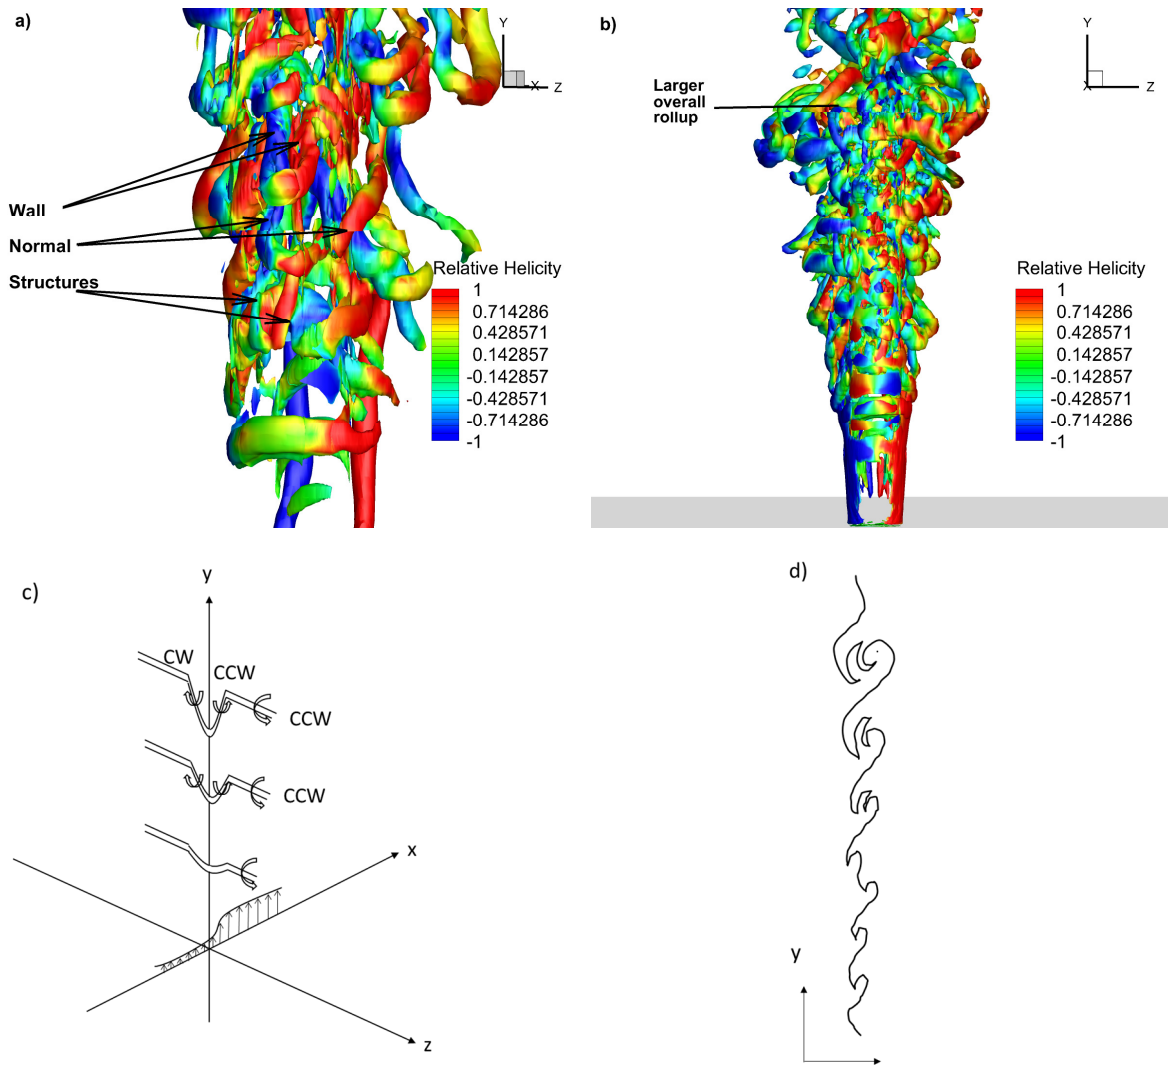 a)
Y
X
Z
Wall
Normal
Structures
Relative Helicity
1
0.714286
0.428571
0.142857
-0.142857
-0.428571
-0.714286
-1
b)
Y
X
Z
Larger
overall
rollup
Relative Helicity
1
0.714286
0.428571
0.142857
-0.142857
-0.428571
-0.714286
-1
c)
y
CW
CCW
CCW
CCW
x
z
d)
y